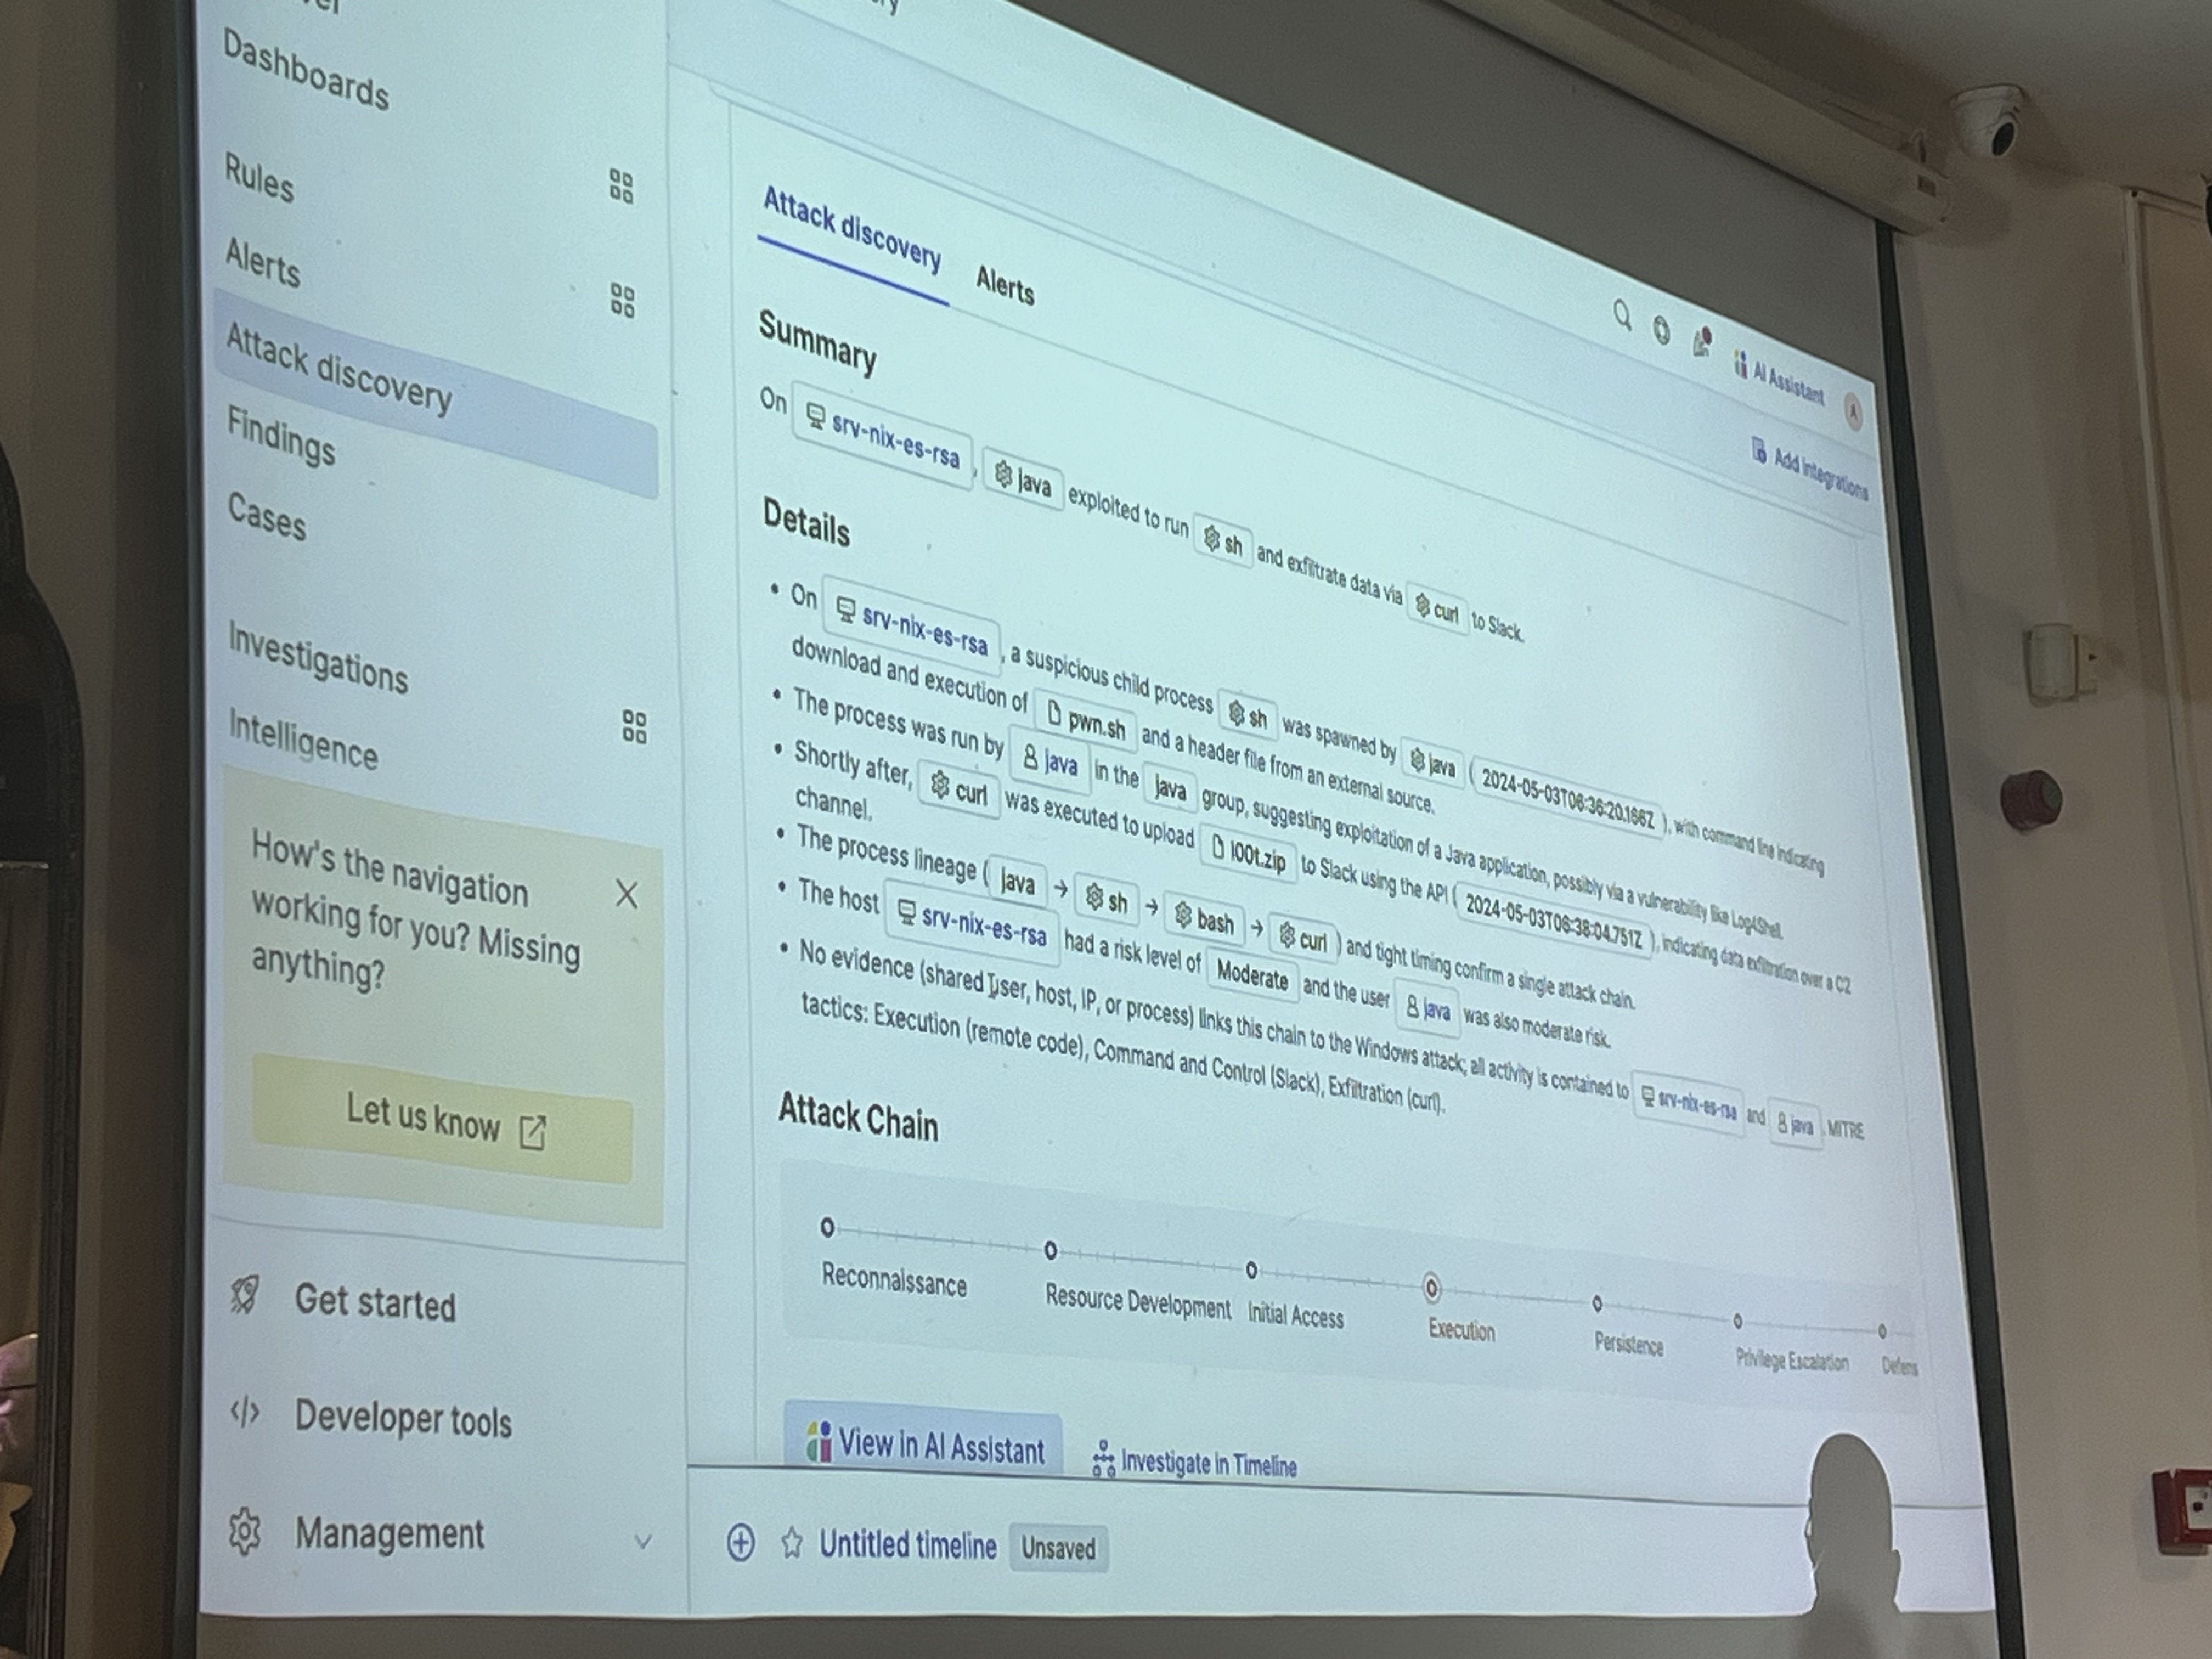 Dashboards
Rules
Alerts
Attack discovery
Findings
Cases
Investigations
Intelligence
How's the navigation
working for you? Missing
anything?
Let us know
Get started
Developer tools
Management
AI Assistant
A
Add integrations
Attack discovery Alerts
Summary
On srv-nix-es-rsa , java exploited to run sh and exfiltrate data via curl to Slack.
Details
• On srv-nix-es-rsa , a suspicious child process sh was spawned by java ( 2024-05-03T06:36:20.166Z ), with command line indicating
download and execution of pwn.sh and a header file from an external source.
• The process was run by java in the java group, suggesting exploitation of a Java application, possibly via a vulnerability like Log4Shell.
• Shortly after, curl was executed to upload l00t.zip to Slack using the API ( 2024-05-03T06:38:04.751Z ), indicating data exfiltration over a C2
channel.
• The process lineage ( java → sh → bash → curl ) and tight timing confirm a single attack chain.
• The host srv-nix-es-rsa had a risk level of Moderate and the user java was also moderate risk.
• No evidence (shared user, host, IP, or process) links this chain to the Windows attack; all activity is contained to srv-nix-es-rsa and java . MITRE
tactics: Execution (remote code), Command and Control (Slack), Exfiltration (curl).
Attack Chain
Reconnaissance
Resource Development
Initial Access
Execution
Persistence
Privilege Escalation
Defens
View in AI Assistant
Investigate in Timeline
Untitled timeline Unsaved